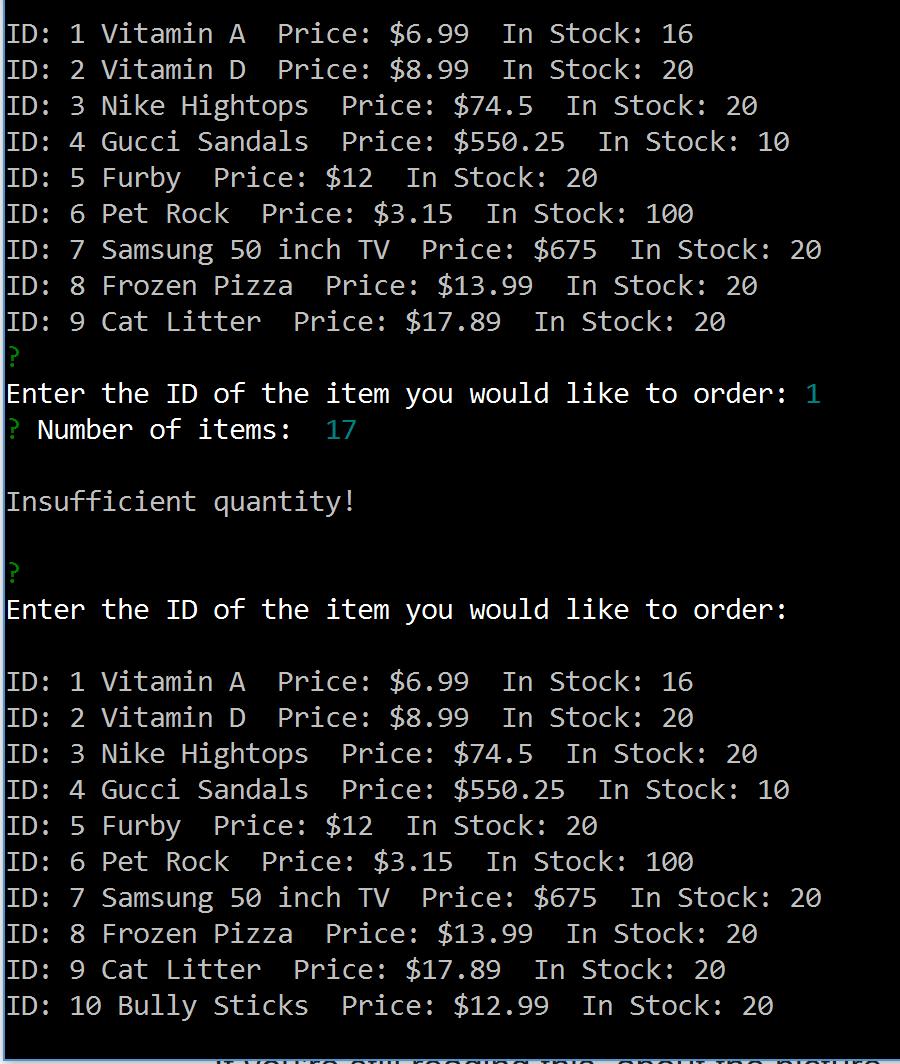 ID: 1 Vitamin A  Price: $6.99  In Stock: 16
ID: 2 Vitamin D  Price: $8.99  In Stock: 20
ID: 3 Nike Hightops  Price: $74.5  In Stock: 20
ID: 4 Gucci Sandals  Price: $550.25  In Stock: 10
ID: 5 Furby  Price: $12  In Stock: 20
ID: 6 Pet Rock  Price: $3.15  In Stock: 100
ID: 7 Samsung 50 inch TV  Price: $675  In Stock: 20
ID: 8 Frozen Pizza  Price: $13.99  In Stock: 20
ID: 9 Cat Litter  Price: $17.89  In Stock: 20
?
Enter the ID of the item you would like to order: 1
? Number of items:  17
Insufficient quantity!
?
Enter the ID of the item you would like to order:
ID: 1 Vitamin A  Price: $6.99  In Stock: 16
ID: 2 Vitamin D  Price: $8.99  In Stock: 20
ID: 3 Nike Hightops  Price: $74.5  In Stock: 20
ID: 4 Gucci Sandals  Price: $550.25  In Stock: 10
ID: 5 Furby  Price: $12  In Stock: 20
ID: 6 Pet Rock  Price: $3.15  In Stock: 100
ID: 7 Samsung 50 inch TV  Price: $675  In Stock: 20
ID: 8 Frozen Pizza  Price: $13.99  In Stock: 20
ID: 9 Cat Litter  Price: $17.89  In Stock: 20
ID: 10 Bully Sticks  Price: $12.99  In Stock: 20